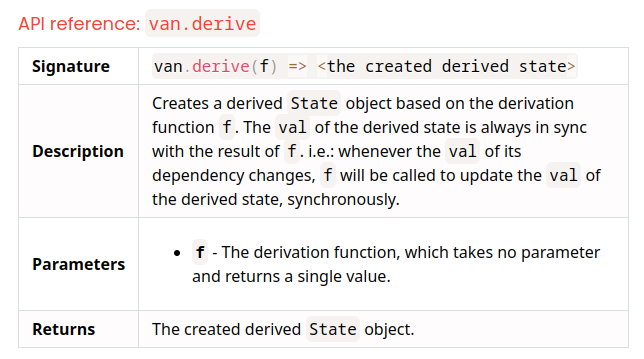 API reference: van.derive
Signature
van.derive(f) => <the created derived state>
Description
Creates a derived State object based on the derivation
function f. The val of the derived state is always in sync
with the result of f. i.e.: whenever the val of its
dependency changes, f will be called to update the val of
the derived state, synchronously.
Parameters
• f - The derivation function, which takes no parameter
and returns a single value.
Returns
The created derived State object.